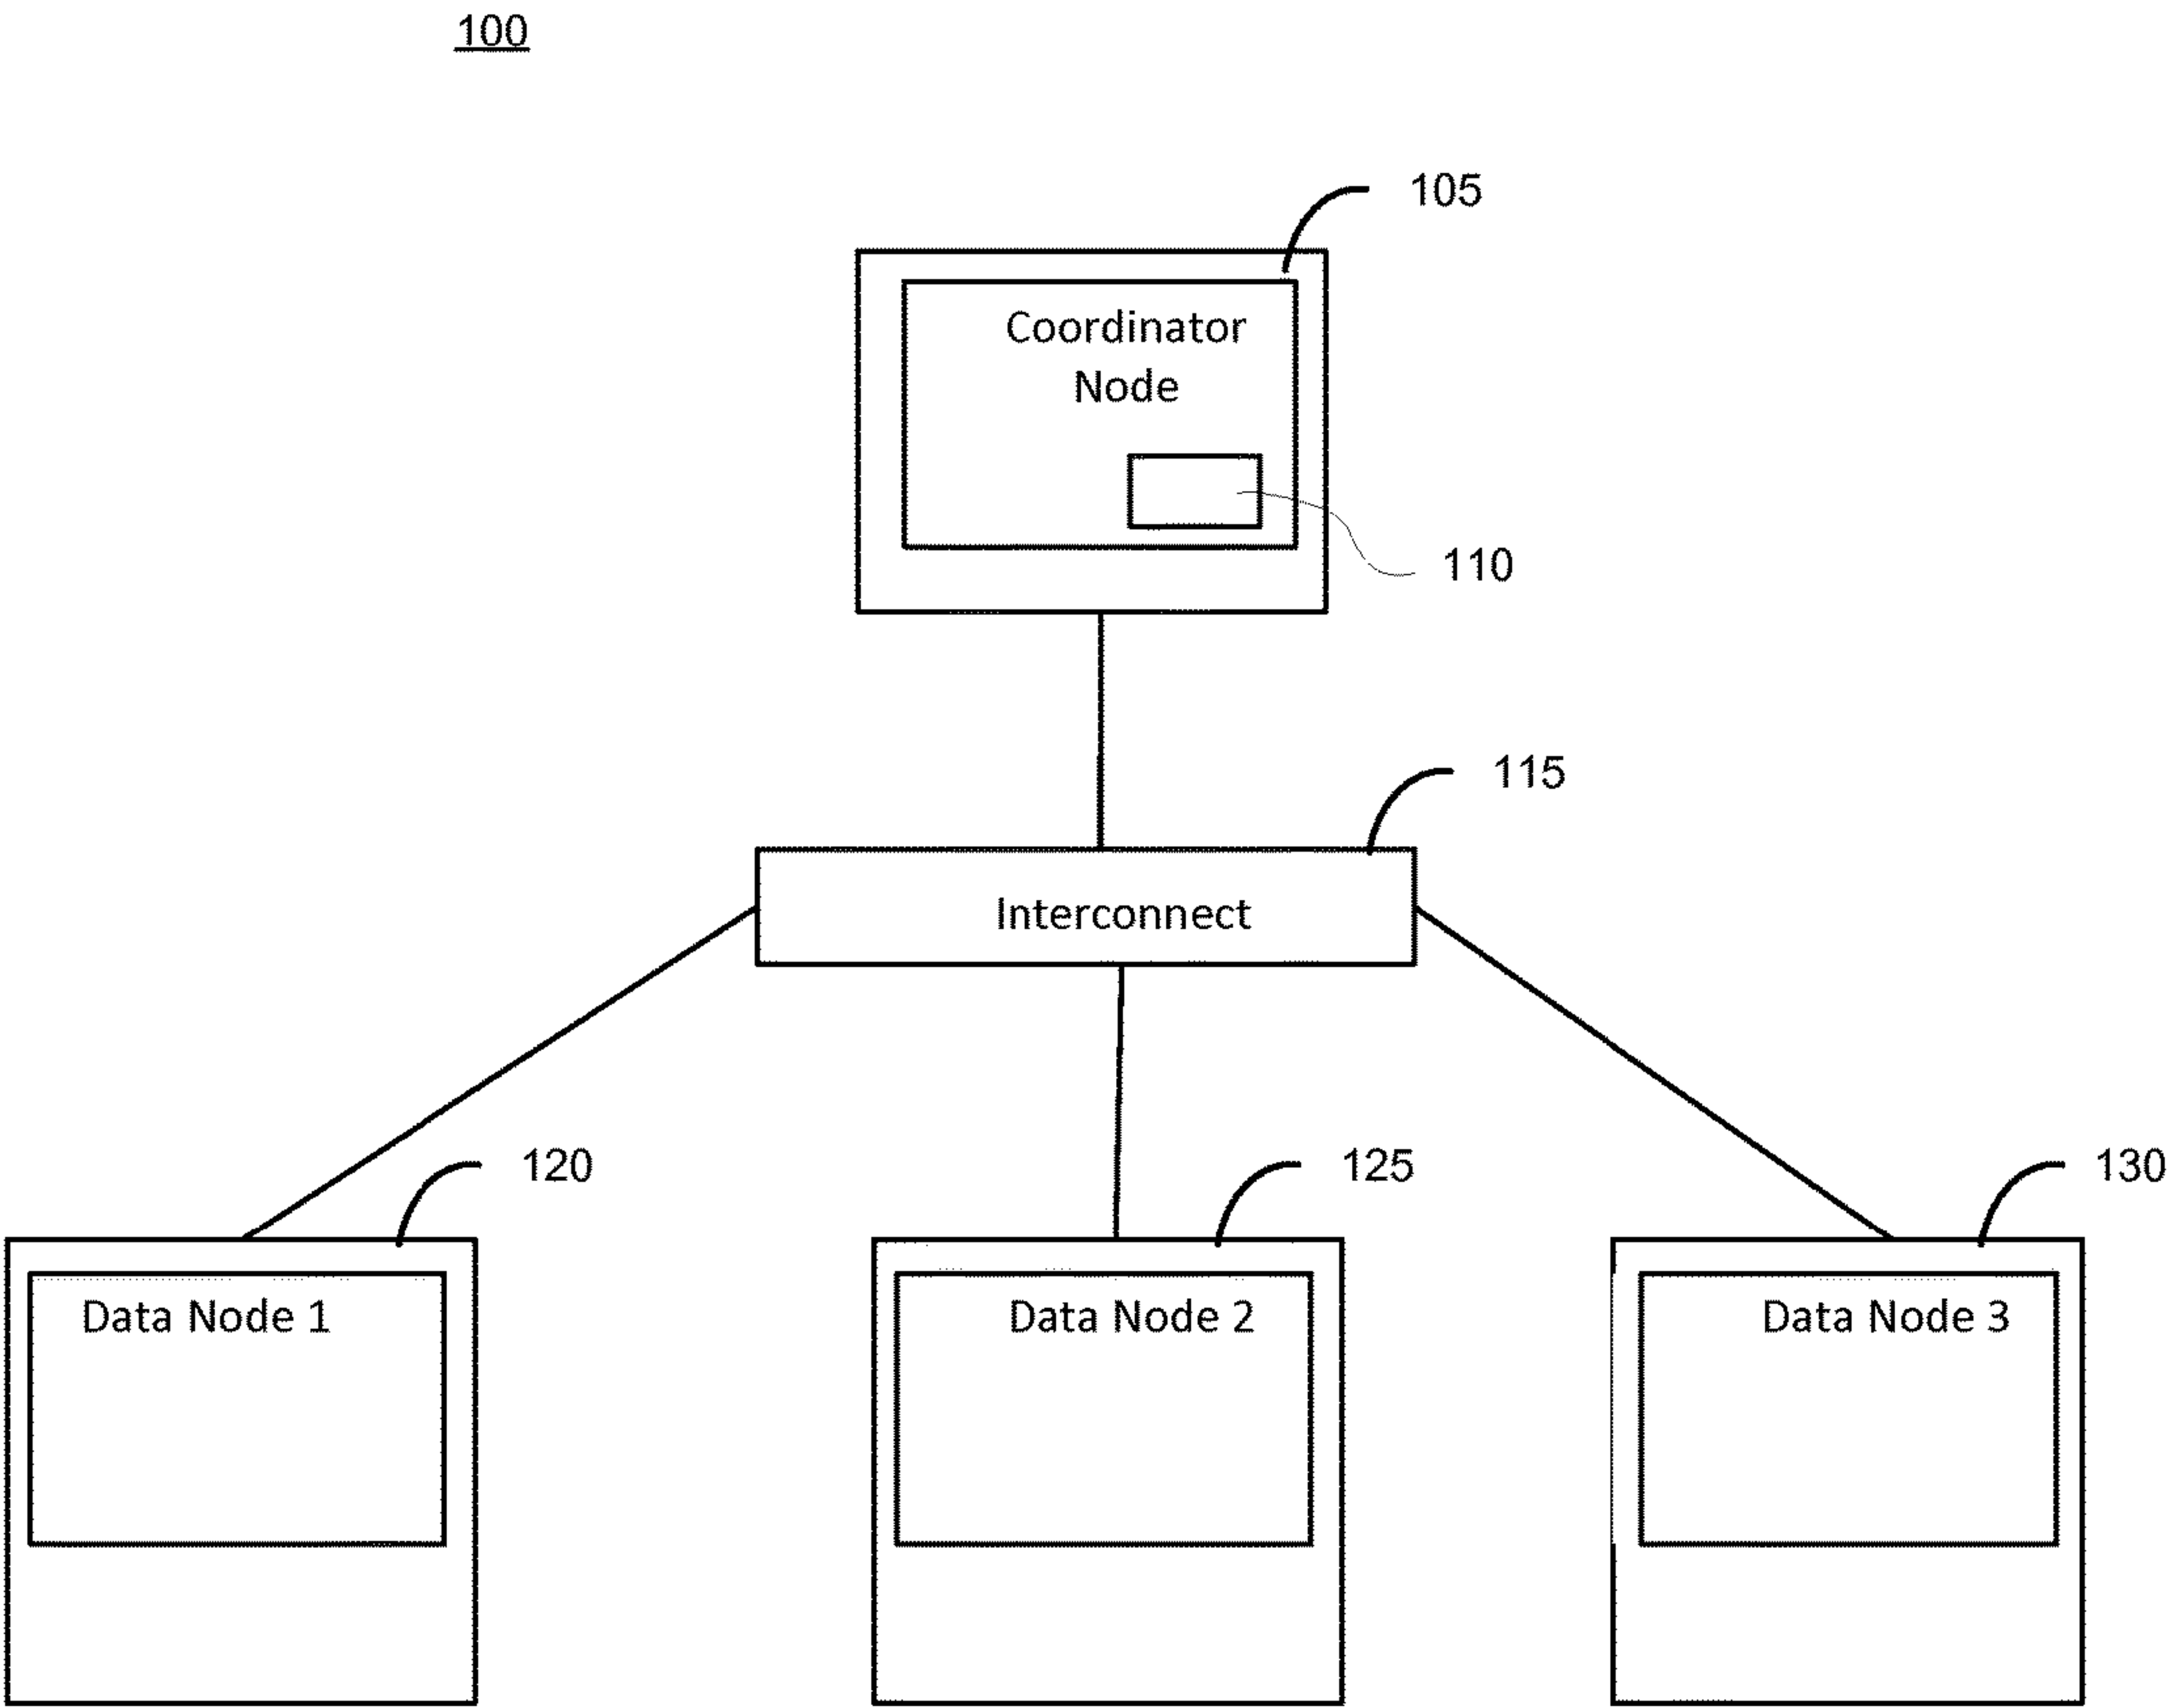 100
105
Coordinator
Node
110
115
Interconnect
120
125
130
Data Node 1
Data Node 2
Data Node 3